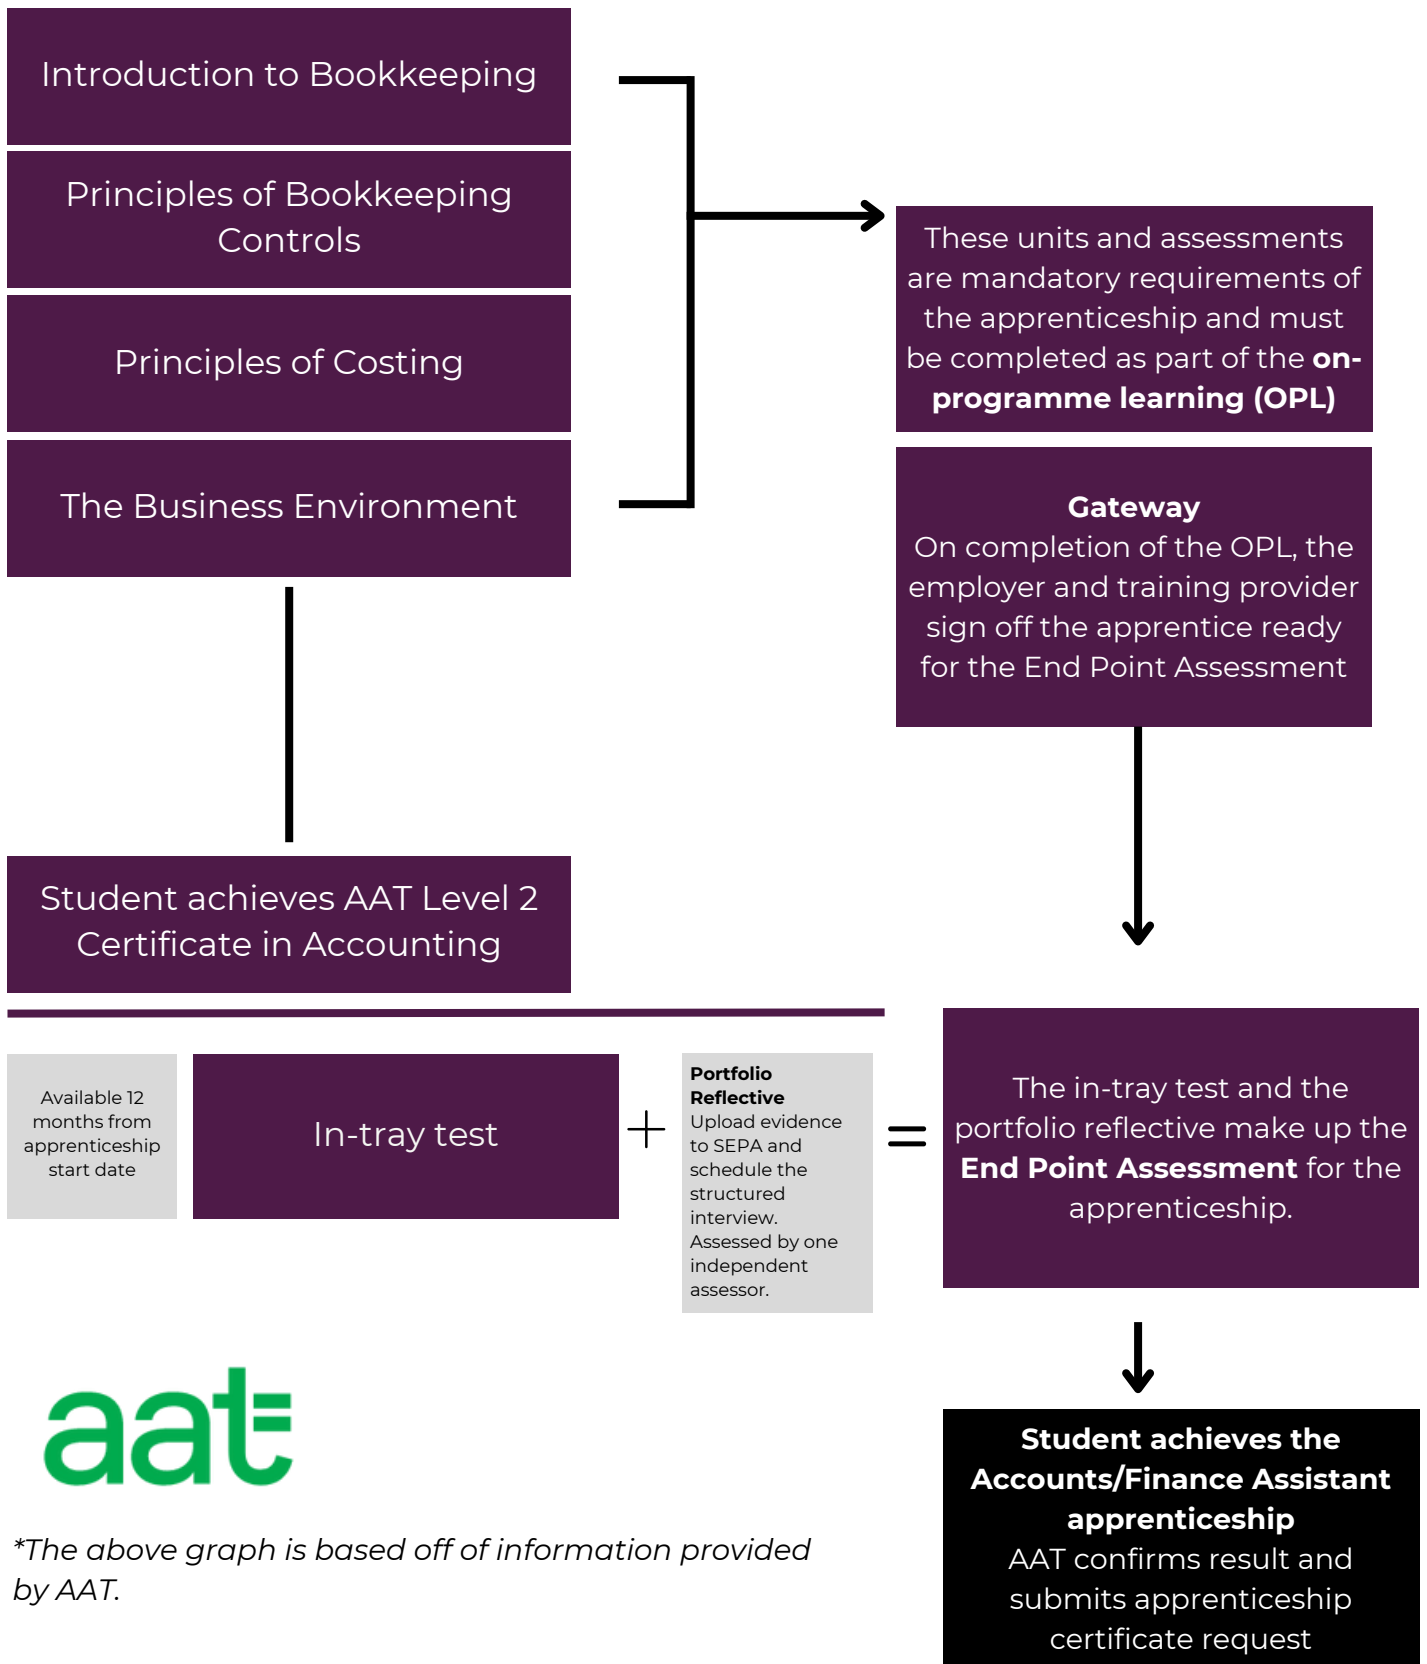 Introduction to Bookkeeping
Principles of Bookkeeping
Controls
Principles of Costing
The Business Environment
These units and assessments
are mandatory requirements of
the apprenticeship and must
be completed as part of the on-
programme learning (OPL)
Gateway
On completion of the OPL, the
employer and training provider
sign off the apprentice ready
for the End Point Assessment
Student achieves AAT Level 2
Certificate in Accounting
Available 12
months from
apprenticeship
start date
In-tray test
+
Portfolio
Reflective
Upload evidence
to SEPA and
schedule the
structured
interview.
Assessed by one
independent
assessor.
=
The in-tray test and the
portfolio reflective make up the
End Point Assessment for the
apprenticeship.
Student achieves the
Accounts/Finance Assistant
apprenticeship
AAT confirms result and
submits apprenticeship
certificate request
aat
*The above graph is based off of information provided
by AAT.